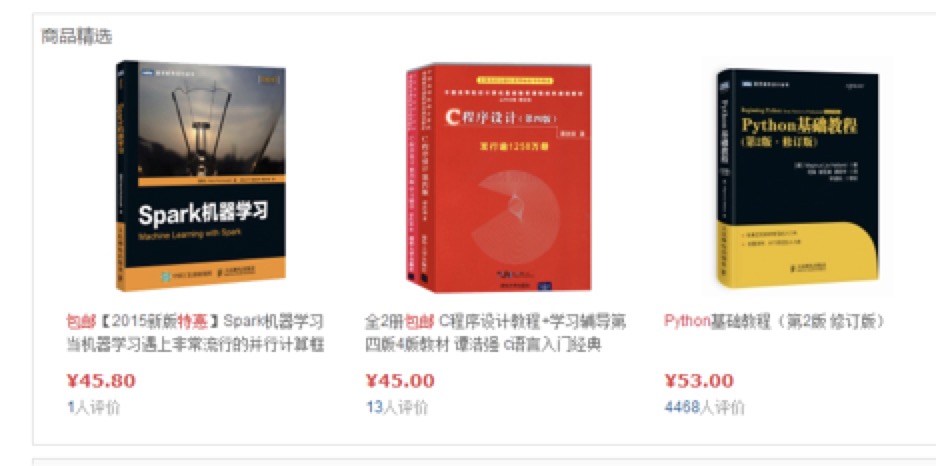 商品精选
Spark机器学习
Machine Learning with Spark
C程序设计（第四版）
发行逾1250万册
Python基础教程
（第2版·修订版）
包邮【2015新版特惠】Spark机器学习
当机器学习遇上非常流行的并行计算框
¥45.80
1人评价
全2册包邮 C程序设计教程+学习辅导第
四版4版教材 谭浩强 c语言入门经典
¥45.00
13人评价
Python基础教程（第2版 修订版）
¥53.00
4468人评价